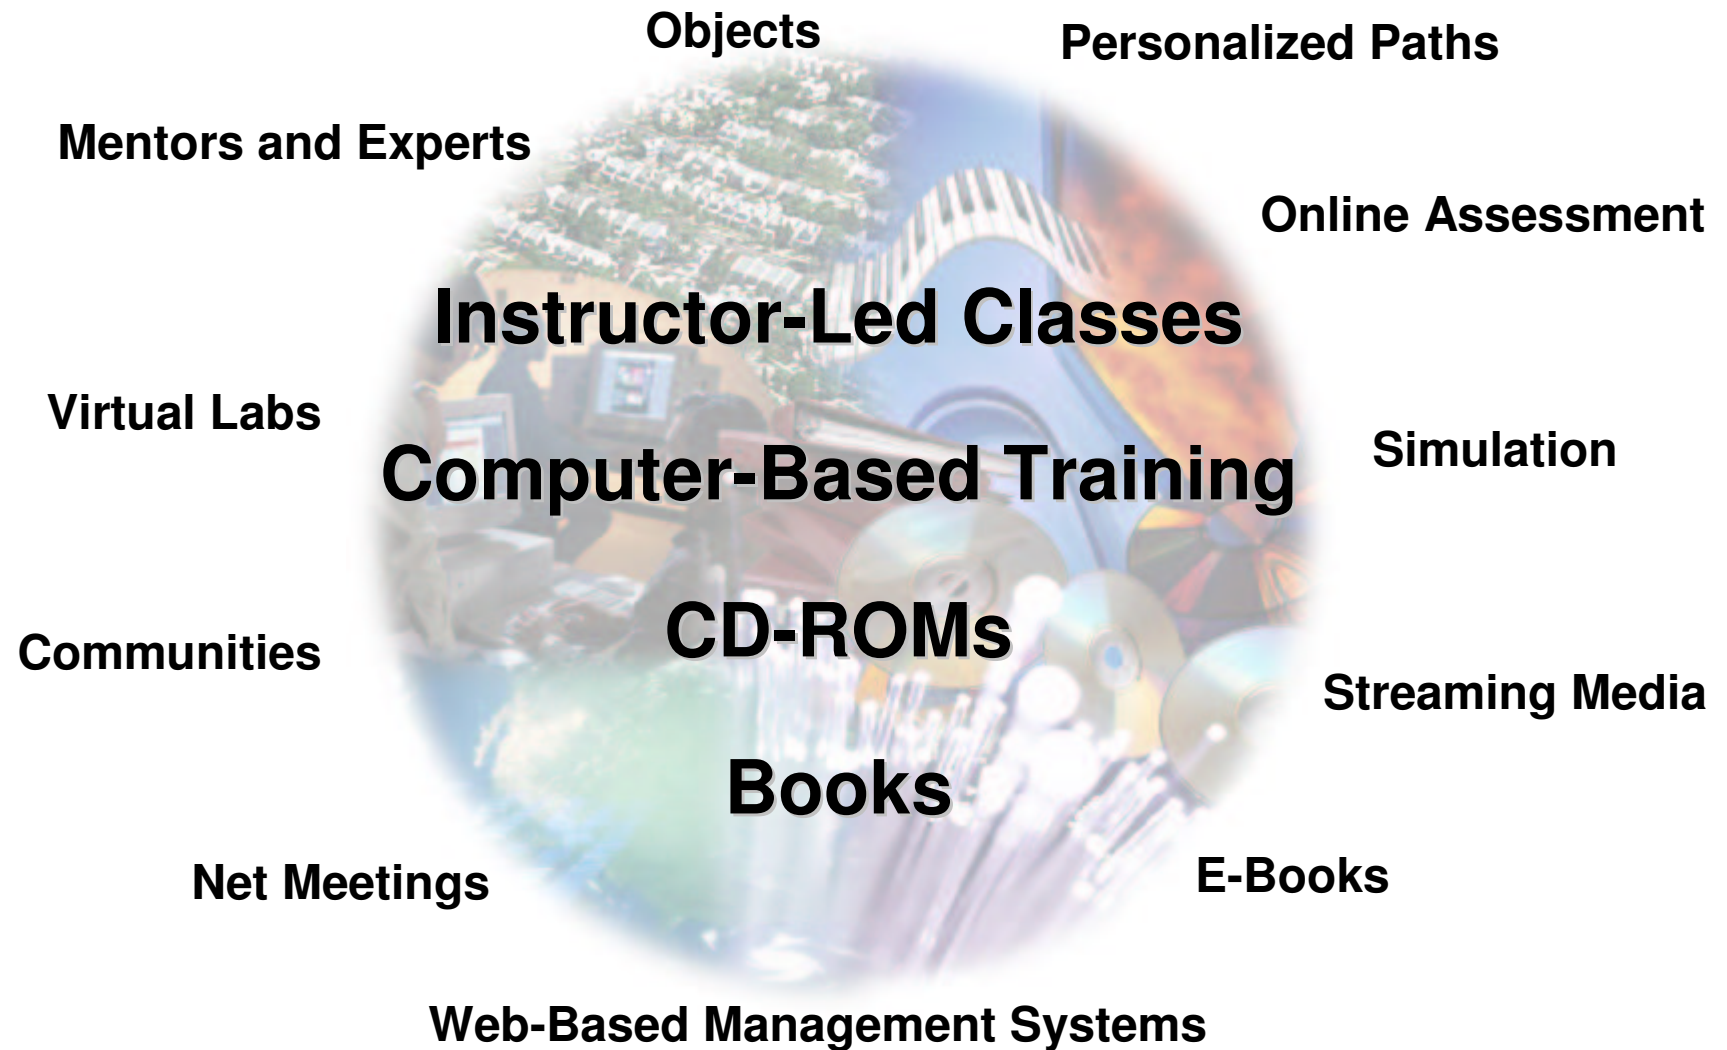 Objects
Personalized Paths
Mentors and Experts
Online Assessment
Instructor-Led Classes
Virtual Labs
Simulation
Computer-Based Training
CD-ROMs
Communities
Streaming Media
Books
Net Meetings
E-Books
Web-Based Management Systems